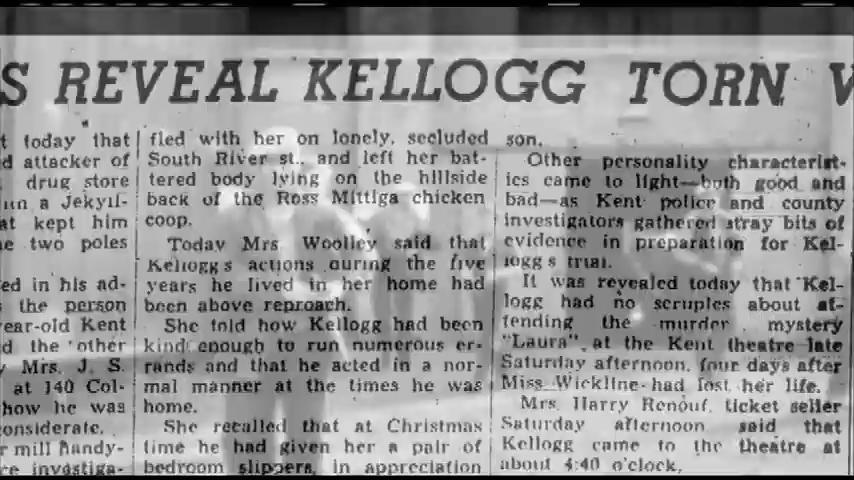 S REVEAL KELLOGG TORN
t today that
d attacker of
drug store
in a Jekyll-
at kept him
e two poles
ed in his ad-
the person
ear-old Kent
d the other
Mrs. J. S.
at 140 Col-
how he was
onsiderate.
r mill handy-
ce investiga-
fled with her on lonely, secluded
South River st., and left her bat-
tered body lying on the hillside
back of the Ross Mittiga chicken
coop.
Today Mrs. Woolley said that
Kellogg's actions during the five
years he lived in her home had
been above reproach.
She told how Kellogg had been
kind enough to run numerous er-
rands and that he acted in a nor-
mal manner at the times he was
home.
She recalled that at Christmas
time he had given her a pair of
bedroom slippers, in appreciation
son.
Other personality characterist-
ics came to light—both good and
bad—as Kent police and county
investigators gathered stray bits of
evidence in preparation for Kel-
logg's trial.
It was revealed today that Kel-
logg had no scruples about at-
tending the murder mystery
"Laura" at the Kent theatre late
Saturday afternoon, four days after
Miss Wickline had lost her life.
Mrs. Harry Renouf, ticket seller
Saturday afternoon said that
Kellogg came to the theatre at
about 4:40 o'clock.